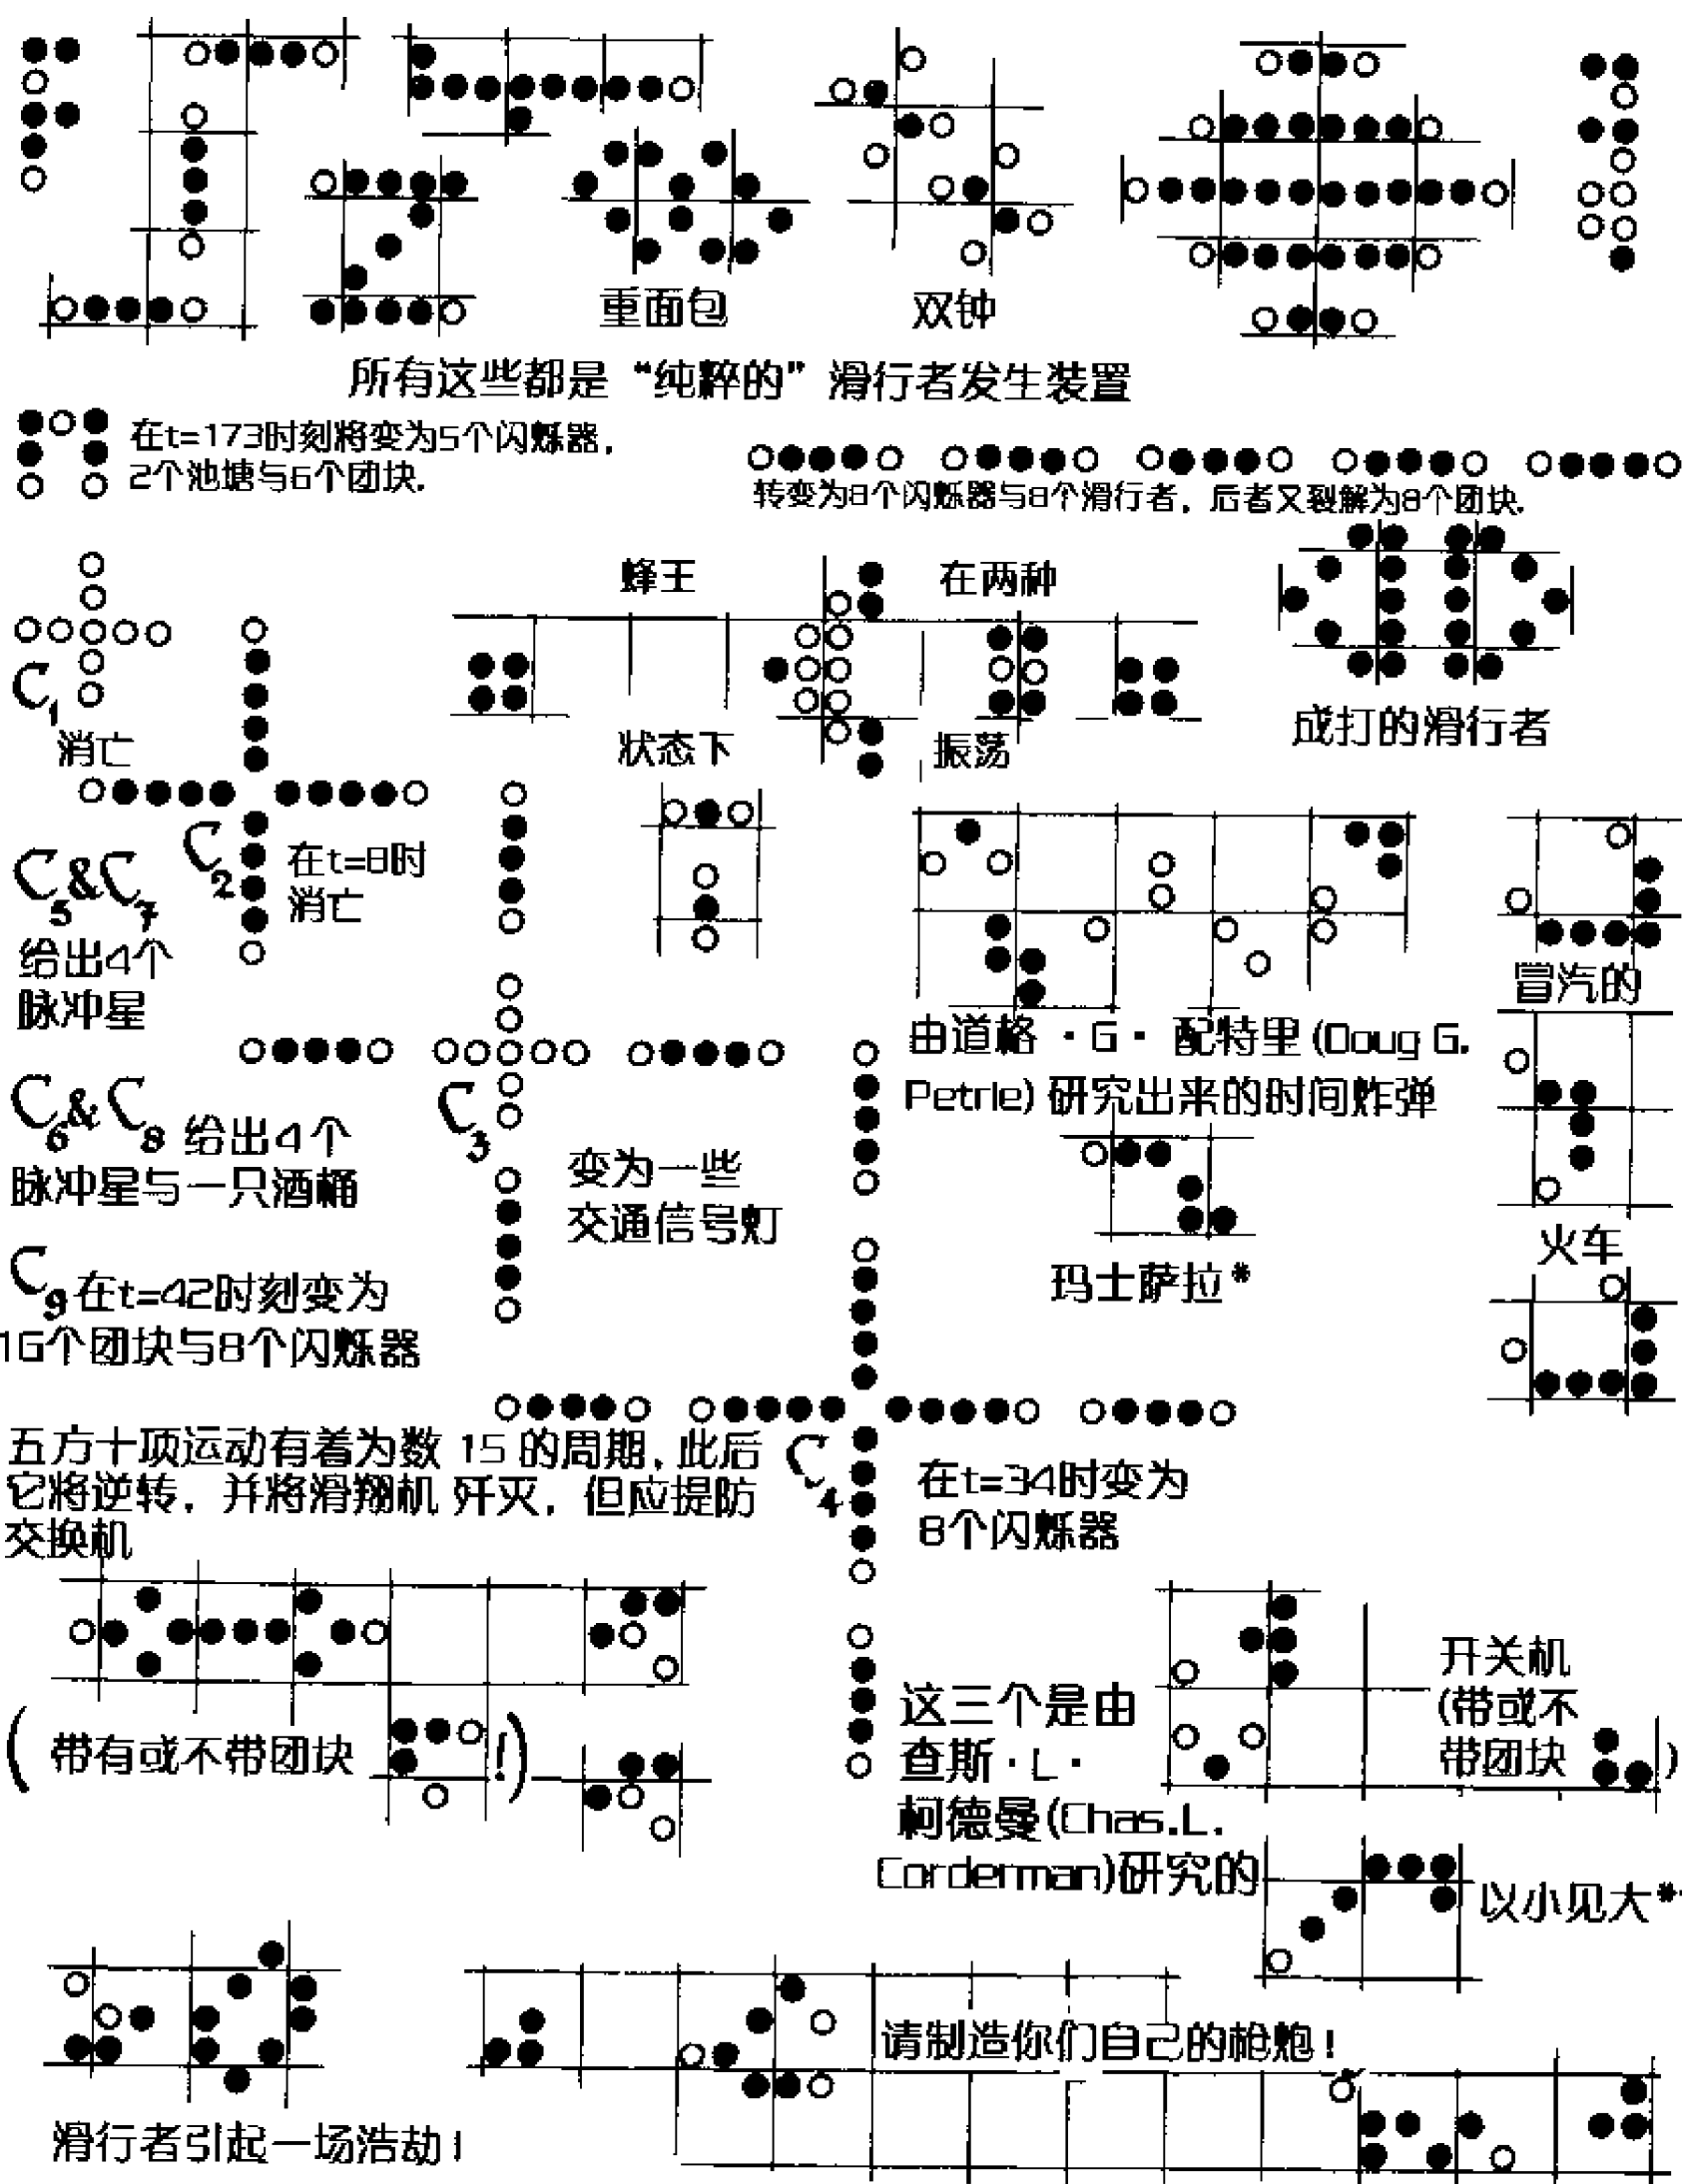 重面包
双钟
所有这些都是“纯粹的”滑行者发生装置
在t=173时刻将变为5个闪烁器，
2个池塘与6个团块.
转变为8个闪烁器与8个滑行者，后者又裂解为8个团块.
蜂王
在两种
状态下
振荡
成打的滑行者
C1
消亡
C2
在t=8时
消亡
C5&C7
给出4个
脉冲星
C6&C8 给出4个
脉冲星与一只酒桶
C3
变为一些
交通信号灯
由道格·G·配特里(Doug G.
Petrie)研究出来的时间炸弹
冒汽的
火车
玛士萨拉*
C9在t=42时刻变为
16个团块与8个闪烁器
五方十项运动有着为数 15 的周期，此后
它将逆转，并将滑翔机 歼灭，但应提防
交换机
C4
在t=34时变为
8个闪烁器
(带有或不带团块
!)
这三个是由
查斯·L·
柯德曼(Chas.L.
Corderman)研究的
开关机
(带或不
带团块
)
以小见大*
请制造你们自己的枪炮!
滑行者引起一场浩劫!